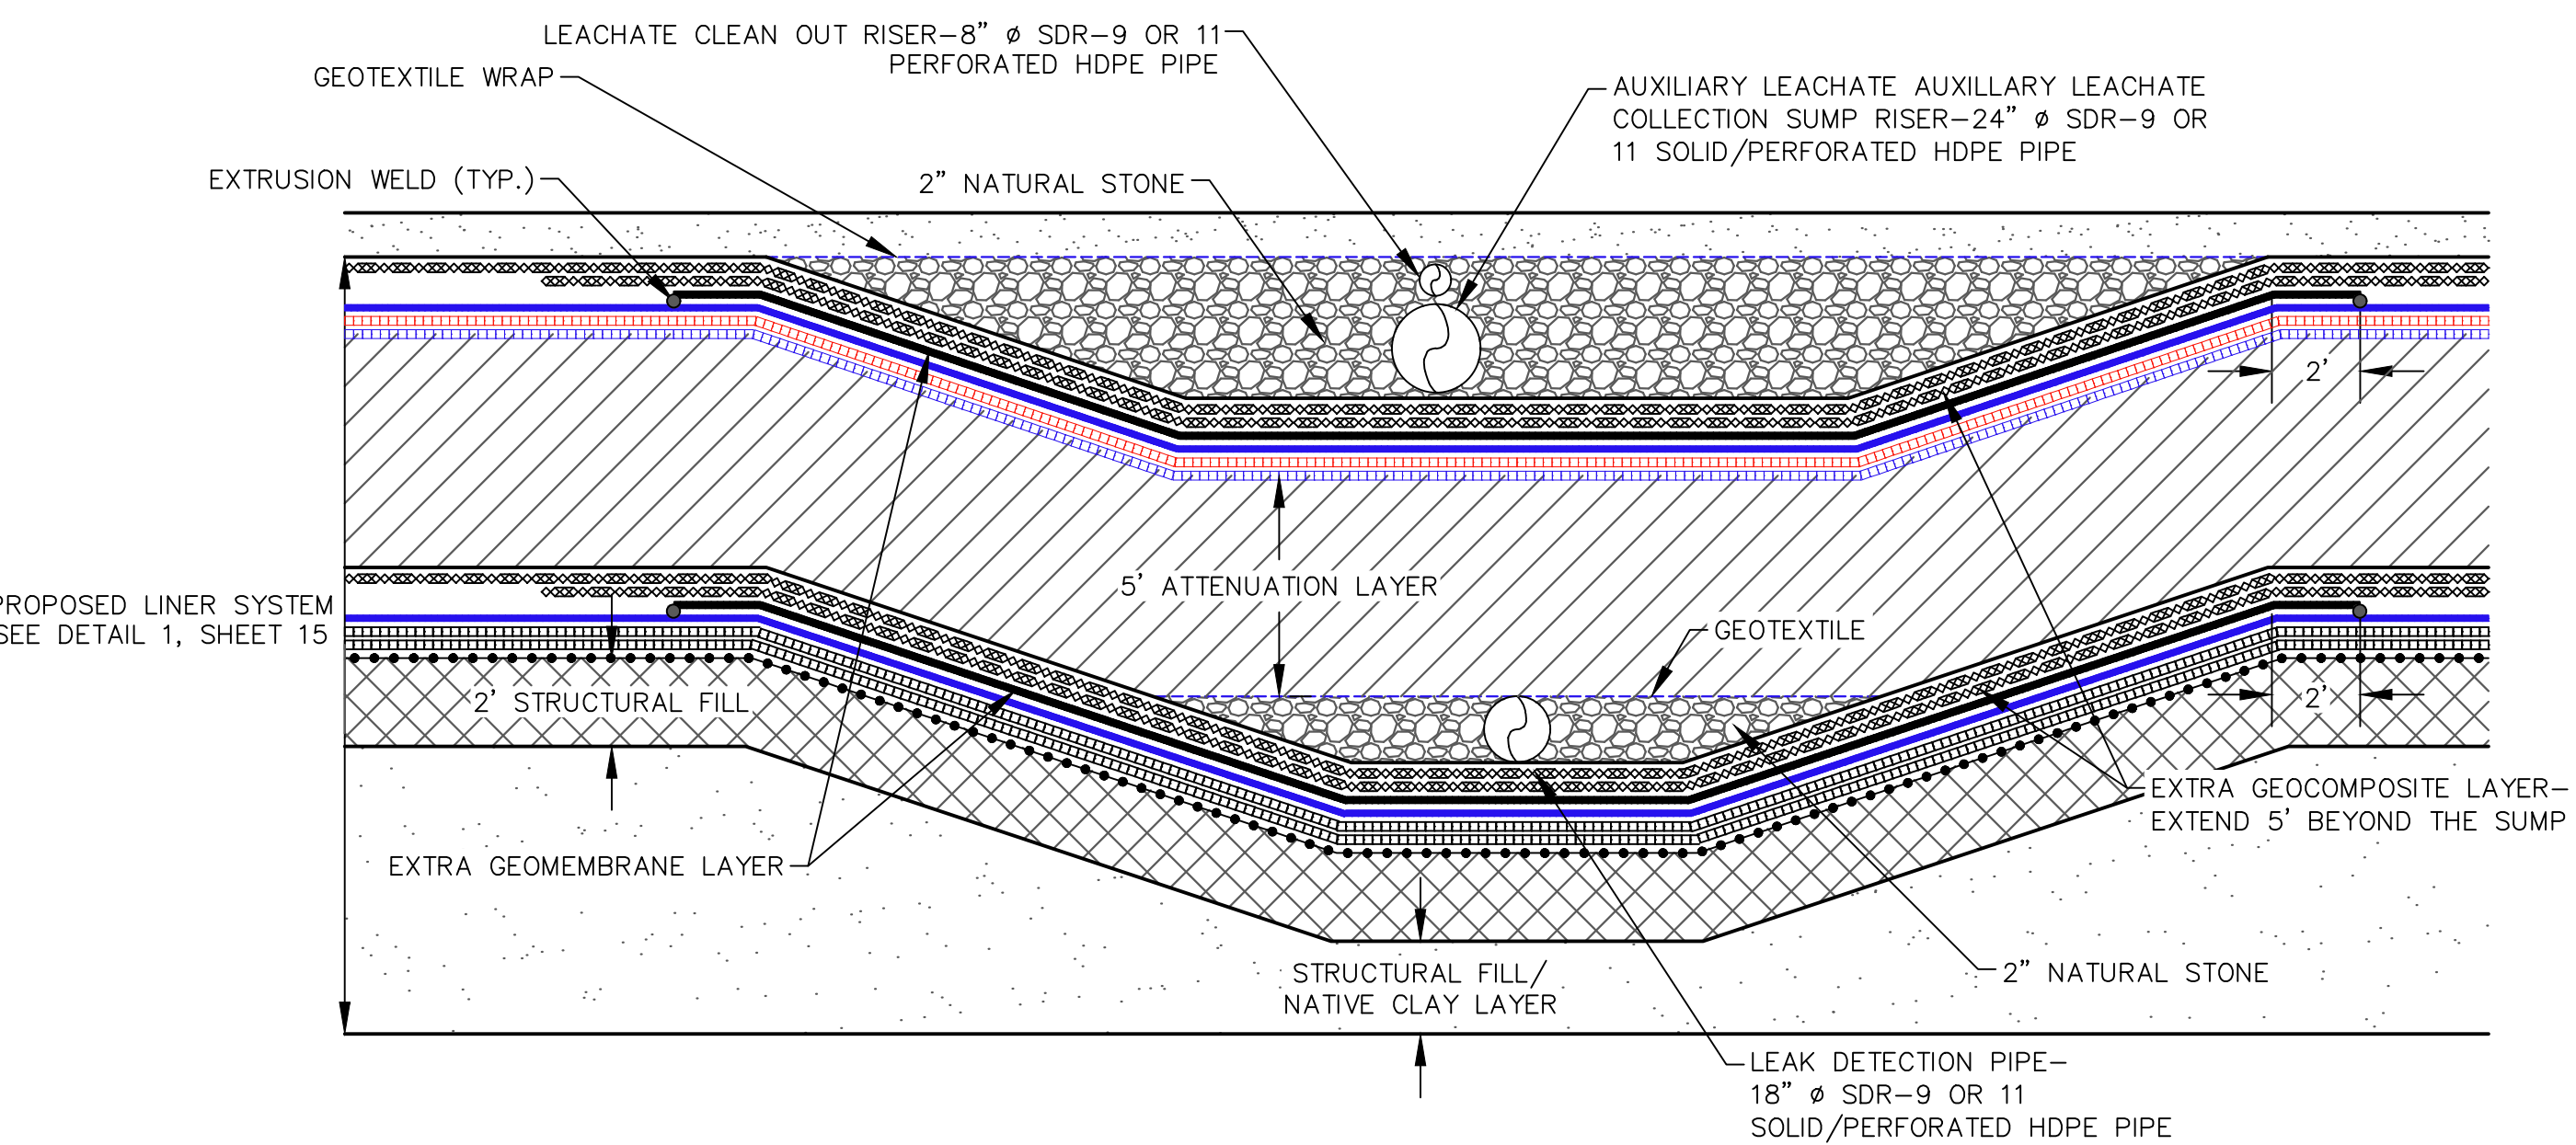 LEACHATE CLEAN OUT RISER-8" ø SDR-9 OR 11
PERFORATED HDPE PIPE
GEOTEXTILE WRAP
AUXILIARY LEACHATE AUXILLARY LEACHATE
COLLECTION SUMP RISER-24" ø SDR-9 OR
11 SOLID/PERFORATED HDPE PIPE
EXTRUSION WELD (TYP.)
2" NATURAL STONE
2'
5' ATTENUATION LAYER
PROPOSED LINER SYSTEM
SEE DETAIL 1, SHEET 15
GEOTEXTILE
2' STRUCTURAL FILL
2'
EXTRA GEOCOMPOSITE LAYER-
EXTEND 5' BEYOND THE SUMP
EXTRA GEOMEMBRANE LAYER
STRUCTURAL FILL/
NATIVE CLAY LAYER
2" NATURAL STONE
LEAK DETECTION PIPE-
18" ø SDR-9 OR 11
SOLID/PERFORATED HDPE PIPE